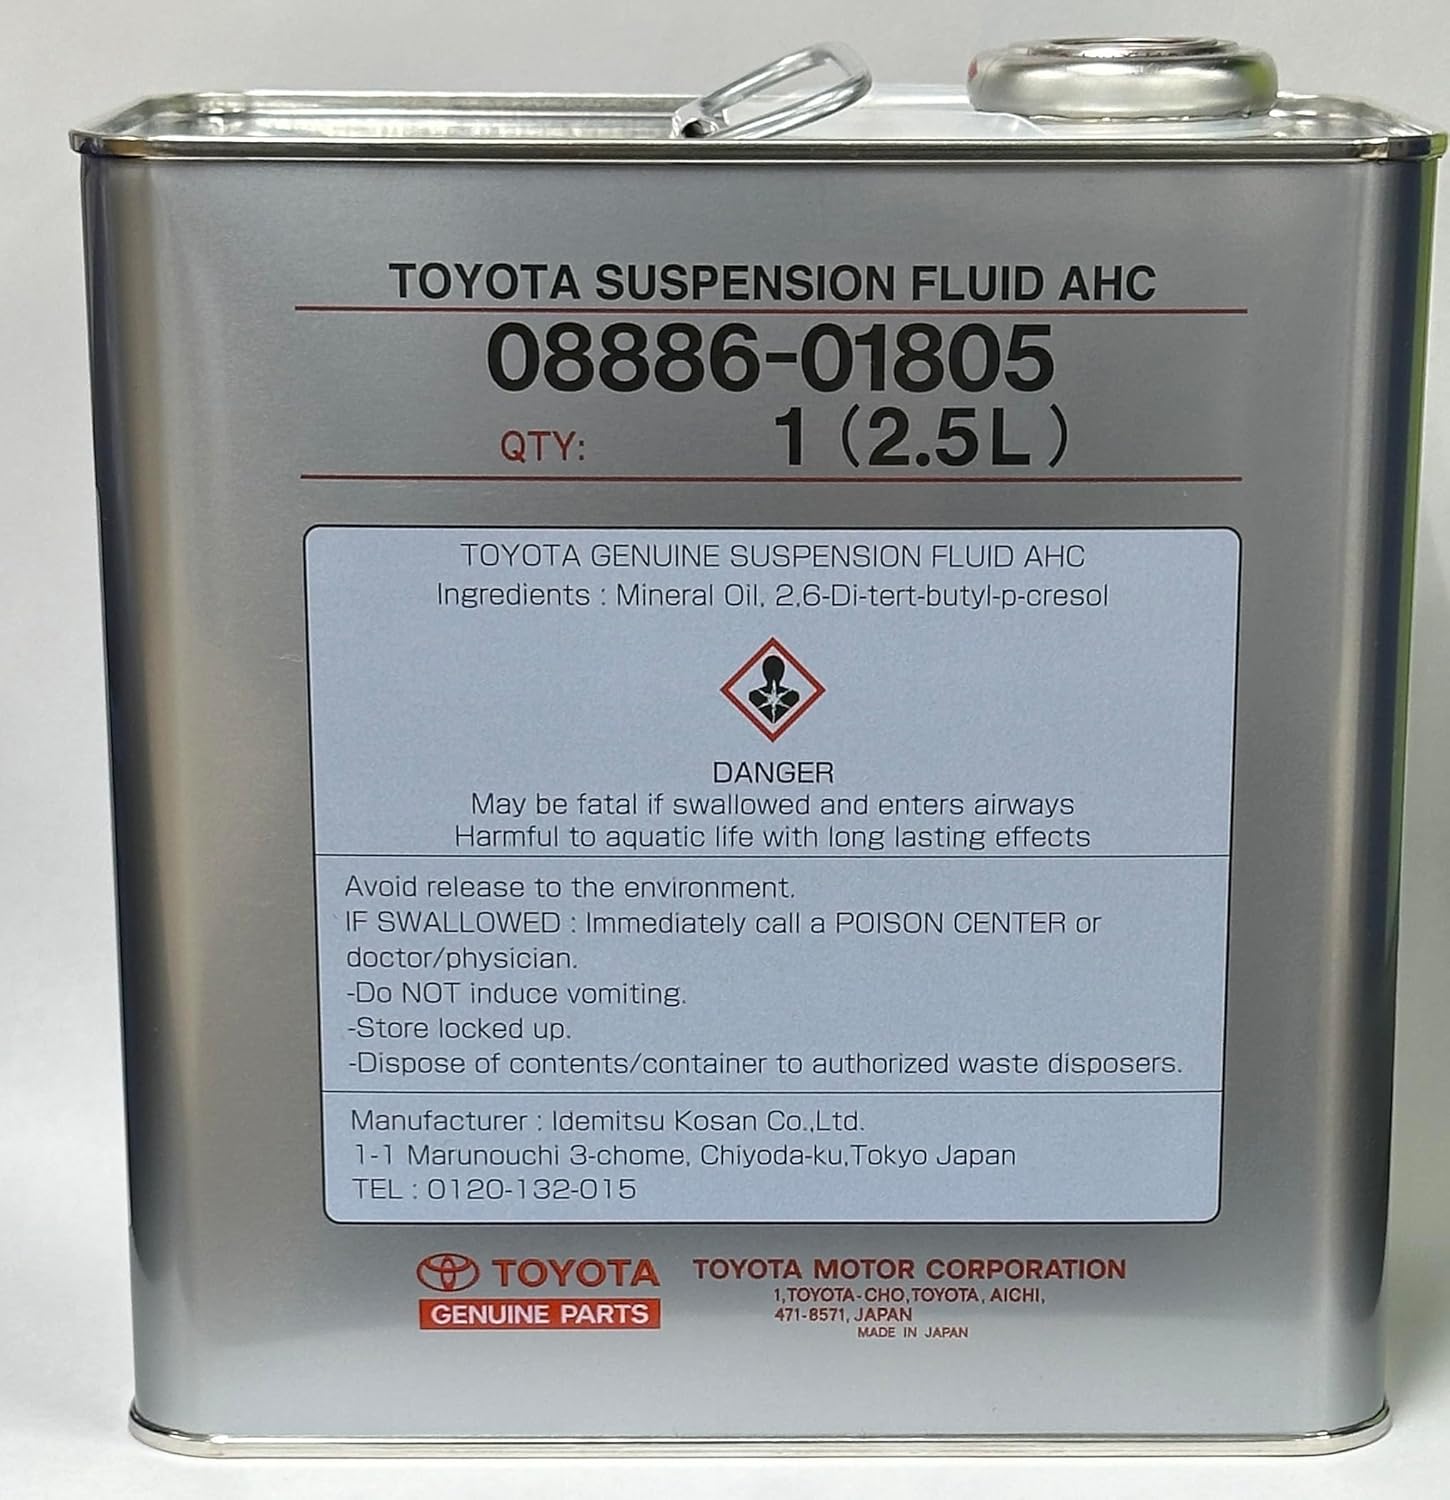 TOYOTA SUSPENSION FLUID AHC
08886-01805
QTY: 1 (2.5L)
TOYOTA GENUINE SUSPENSION FLUID AHC
Ingredients : Mineral Oil, 2,6-Di-tert-butyl-p-cresol
DANGER
May be fatal if swallowed and enters airways
Harmful to aquatic life with long lasting effects
Avoid release to the environment.
IF SWALLOWED : Immediately call a POISON CENTER or
doctor/physician.
-Do NOT induce vomiting.
-Store locked up.
-Dispose of contents/container to authorized waste disposers.
Manufacturer : Idemitsu Kosan Co.,Ltd.
1-1 Marunouchi 3-chome, Chiyoda-ku,Tokyo Japan
TEL : 0120-132-015
TOYOTA
GENUINE PARTS
TOYOTA MOTOR CORPORATION
1,TOYOTA-CHO,TOYOTA, AICHI,
471-8571, JAPAN
MADE IN JAPAN